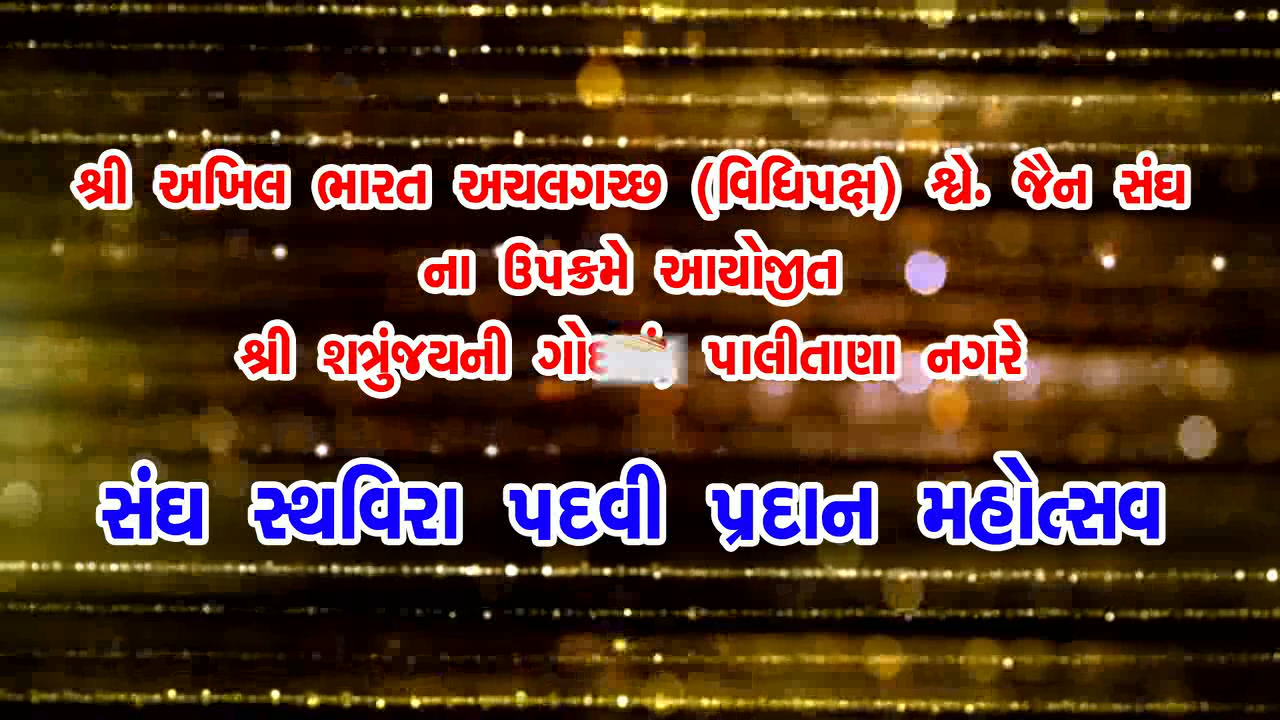 શ્રી અખિલ ભારત અચલગચ્છ (વિધિપક્ષ) શ્વે. જૈન સંઘ
ના ઉપક્રમે આયોજીત
શ્રી શત્રુંજયની પાલીતાણા નગરે
સંઘ સ્થવિરા પદવી પ્રદાન મહોત્સવ